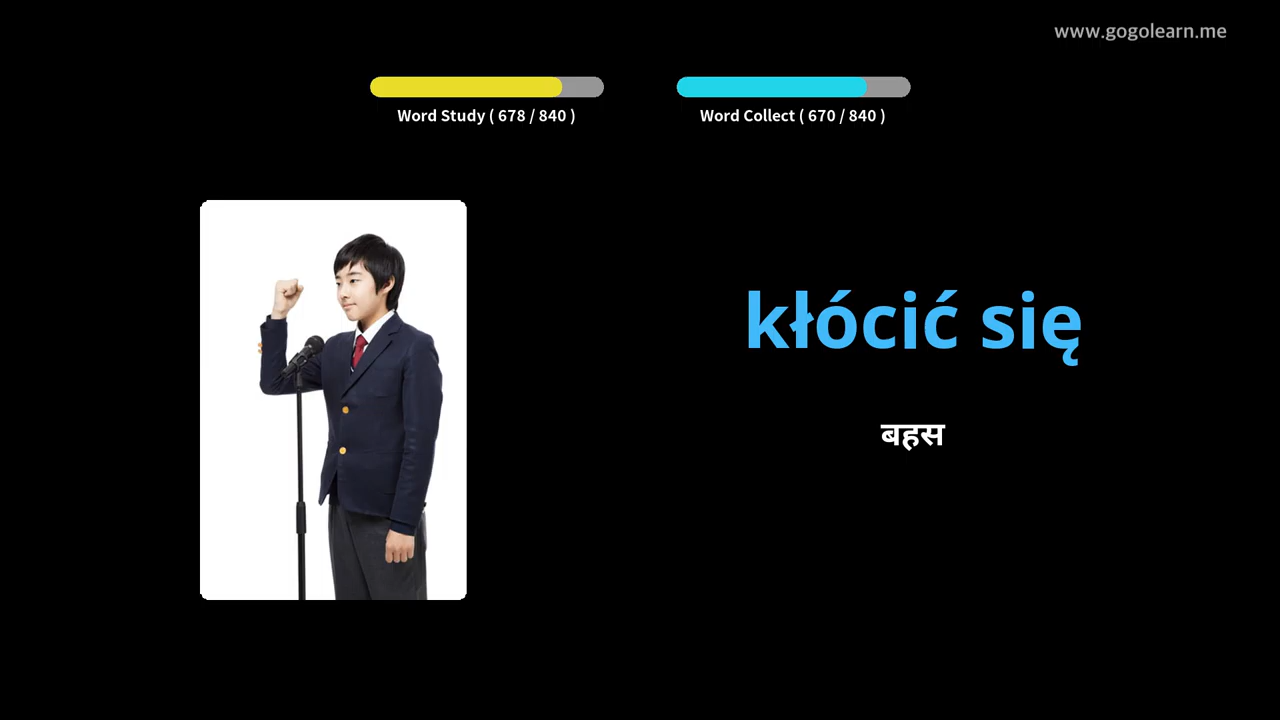 www.gogolearn.me
Word Study ( 678 / 840 )
Word Collect ( 670 / 840 )
kłócić się
बहस